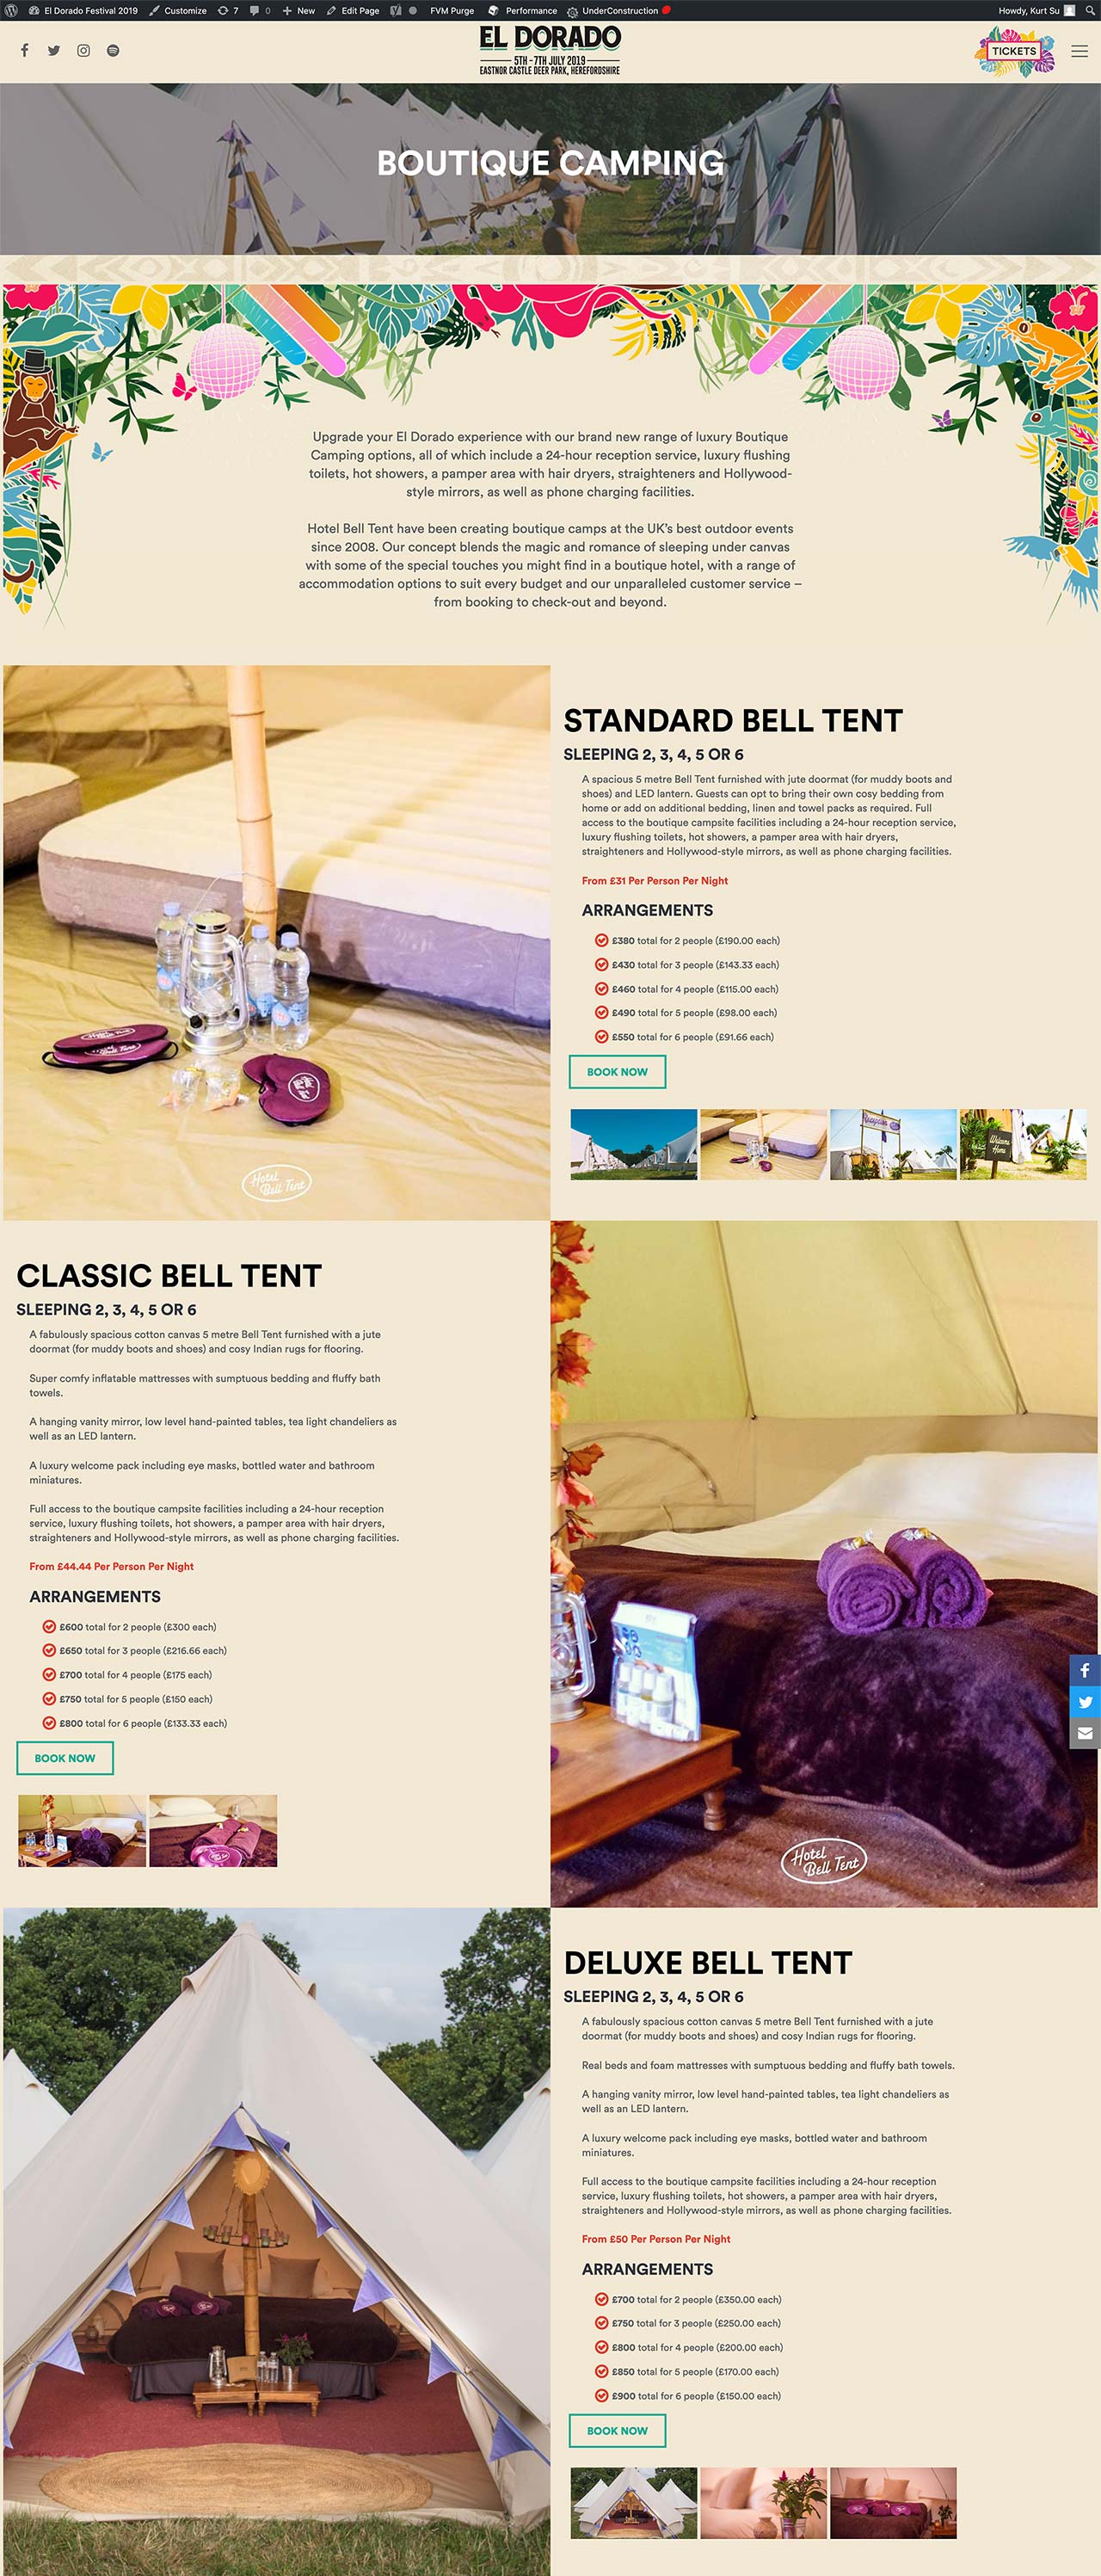 El Dorado Festival 2019 Customize 7 0 New Edit Page FVM Purge Performance UnderConstruction Howdy, Kurt Su
EL DORADO
5TH - 7TH JULY 2019
EASTNOR CASTLE DEER PARK, HEREFORDSHIRE
TICKETS
BOUTIQUE CAMPING
Upgrade your El Dorado experience with our brand new range of luxury Boutique
Camping options, all of which include a 24-hour reception service, luxury flushing
toilets, hot showers, a pamper area with hair dryers, straighteners and Hollywood-
style mirrors, as well as phone charging facilities.
Hotel Bell Tent have been creating boutique camps at the UK's best outdoor events
since 2008. Our concept blends the magic and romance of sleeping under canvas
with some of the special touches you might find in a boutique hotel, with a range of
accommodation options to suit every budget and our unparalleled customer service –
from booking to check-out and beyond.
Hotel
Bell Tent
STANDARD BELL TENT
SLEEPING 2, 3, 4, 5 OR 6
A spacious 5 metre Bell Tent furnished with jute doormat (for muddy boots and
shoes) and LED lantern. Guests can opt to bring their own cosy bedding from
home or add on additional bedding, linen and towel packs as required. Full
access to the boutique campsite facilities including a 24-hour reception service,
luxury flushing toilets, hot showers, a pamper area with hair dryers,
straighteners and Hollywood-style mirrors, as well as phone charging facilities.
From £31 Per Person Per Night
ARRANGEMENTS
£380 total for 2 people (£190.00 each)
£430 total for 3 people (£143.33 each)
£460 total for 4 people (£115.00 each)
£490 total for 5 people (£98.00 each)
£550 total for 6 people (£91.66 each)
BOOK NOW
Reception
Welcome
Home
CLASSIC BELL TENT
SLEEPING 2, 3, 4, 5 OR 6
A fabulously spacious cotton canvas 5 metre Bell Tent furnished with a jute
doormat (for muddy boots and shoes) and cosy Indian rugs for flooring.
Super comfy inflatable mattresses with sumptuous bedding and fluffy bath
towels.
A hanging vanity mirror, low level hand-painted tables, tea light chandeliers as
well as an LED lantern.
A luxury welcome pack including eye masks, bottled water and bathroom
miniatures.
Full access to the boutique campsite facilities including a 24-hour reception
service, luxury flushing toilets, hot showers, a pamper area with hair dryers,
straighteners and Hollywood-style mirrors, as well as phone charging facilities.
From £44.44 Per Person Per Night
ARRANGEMENTS
£600 total for 2 people (£300 each)
£650 total for 3 people (£216.66 each)
£700 total for 4 people (£175 each)
£750 total for 5 people (£150 each)
£800 total for 6 people (£133.33 each)
BOOK NOW
Hotel
Bell Tent
DELUXE BELL TENT
SLEEPING 2, 3, 4, 5 OR 6
A fabulously spacious cotton canvas 5 metre Bell Tent furnished with a jute
doormat (for muddy boots and shoes) and cosy Indian rugs for flooring.
Real beds and foam mattresses with sumptuous bedding and fluffy bath towels.
A hanging vanity mirror, low level hand-painted tables, tea light chandeliers as
well as an LED lantern.
A luxury welcome pack including eye masks, bottled water and bathroom
miniatures.
Full access to the boutique campsite facilities including a 24-hour reception
service, luxury flushing toilets, hot showers, a pamper area with hair dryers,
straighteners and Hollywood-style mirrors, as well as phone charging facilities.
From £50 Per Person Per Night
ARRANGEMENTS
£700 total for 2 people (£350.00 each)
£750 total for 3 people (£250.00 each)
£800 total for 4 people (£200.00 each)
£850 total for 5 people (£170.00 each)
£900 total for 6 people (£150.00 each)
BOOK NOW